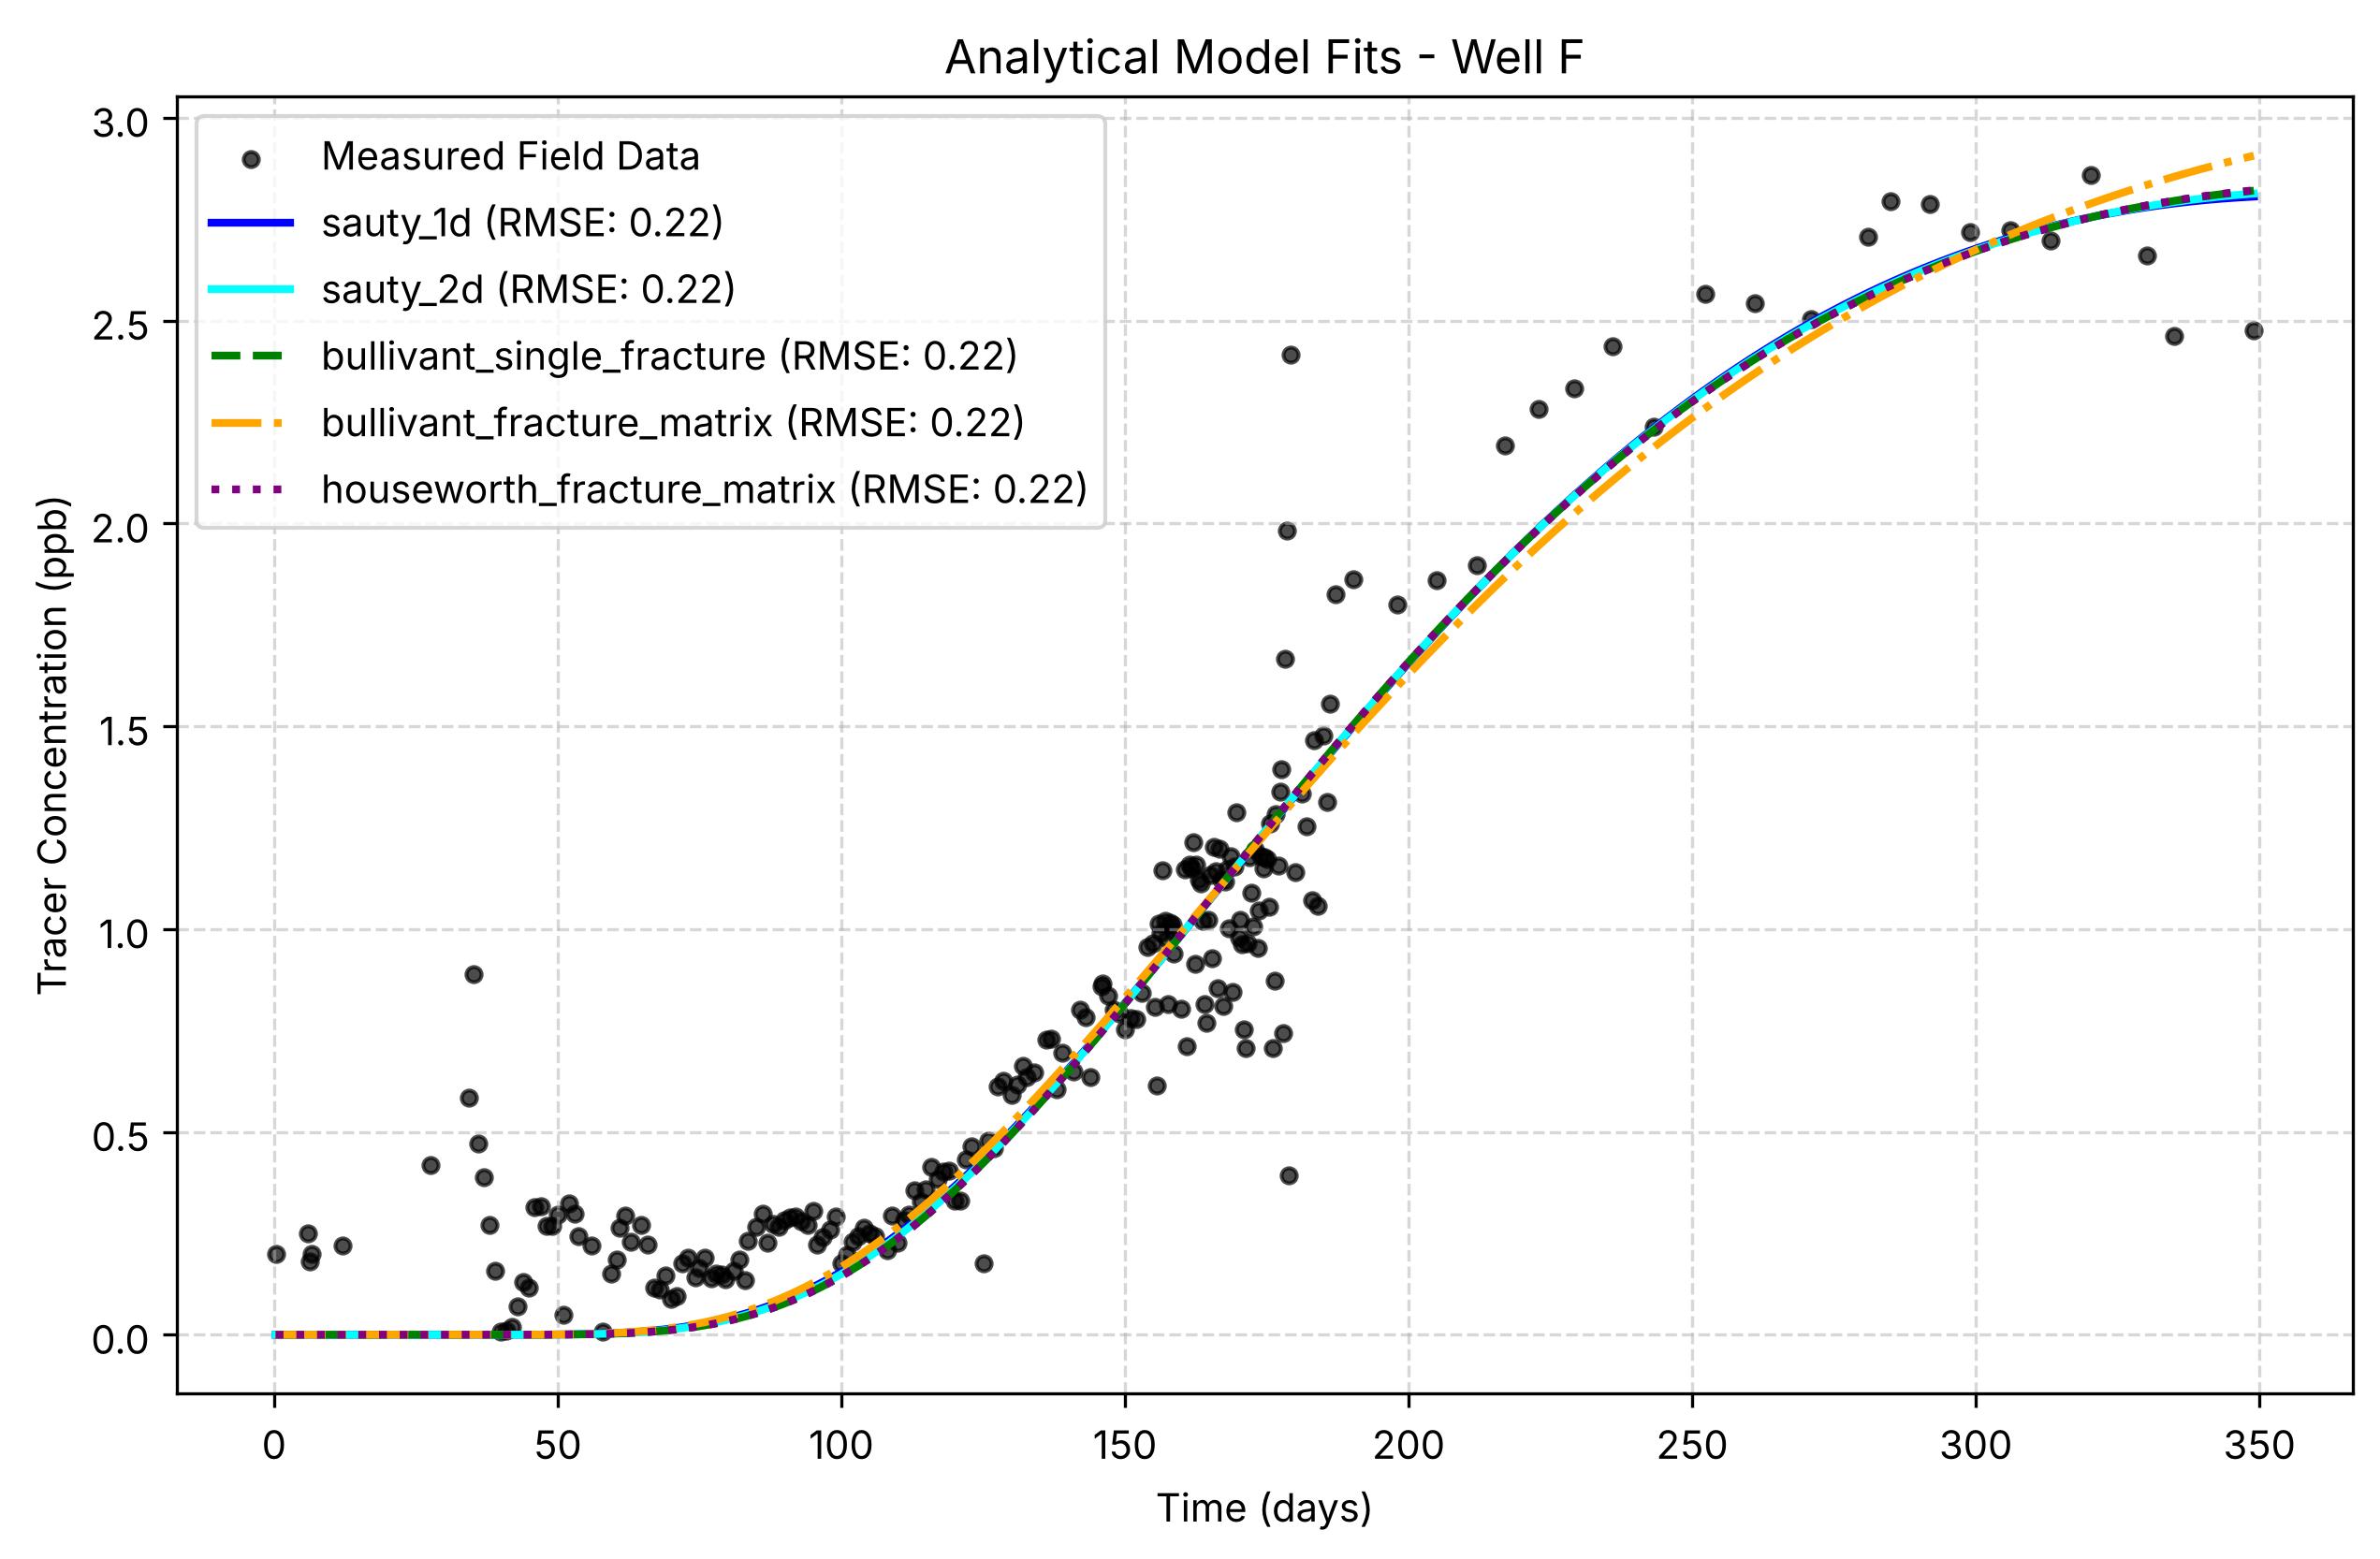 Analytical Model Fits - Well F
3.0
2.5
2.0
1.5
1.0
0.5
0.0
Tracer Concentration (ppb)
Measured Field Data
sauty_1d (RMSE: 0.22)
sauty_2d (RMSE: 0.22)
bullivant_single_fracture (RMSE: 0.22)
bullivant_fracture_matrix (RMSE: 0.22)
houseworth_fracture_matrix (RMSE: 0.22)
0 50 100 150 200 250 300 350
Time (days)